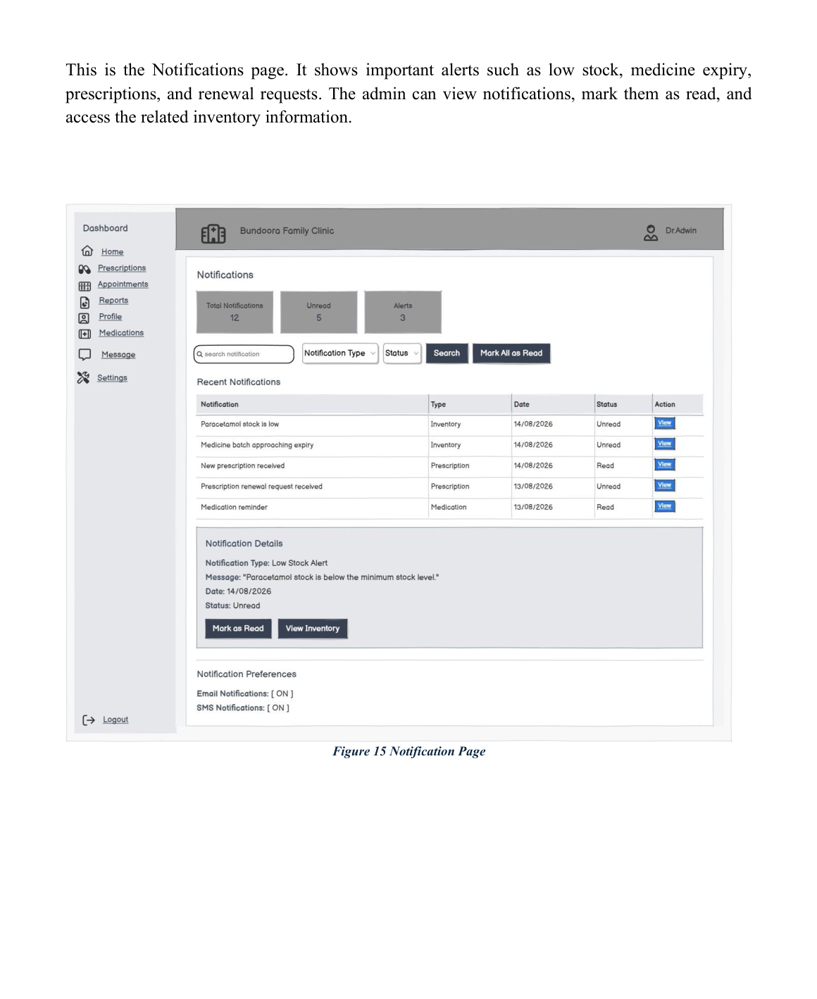 This is the Notifications page. It shows important alerts such as low stock, medicine expiry,
prescriptions, and renewal requests. The admin can view notifications, mark them as read, and
access the related inventory information.
Dashboard
Home
Prescriptions
Appointments
Reports
Profile
Medications
Message
Settings
Logout
Bundoora Family Clinic
Dr.Adwin
Notifications
Total Notifications
12
Unread
5
Alerts
3
search notification
Notification Type
Status
Search
Mark All as Read
Recent Notifications
Notification Type Date Status Action
Paracetamol stock is low Inventory 14/08/2026 Unread View
Medicine batch approaching expiry Inventory 14/08/2026 Unread View
New prescription received Prescription 14/08/2026 Read View
Prescription renewal request received Prescription 13/08/2026 Unread View
Medication reminder Medication 13/08/2026 Read View
Notification Details
Notification Type: Low Stock Alert
Message: "Paracetamol stock is below the minimum stock level."
Date: 14/08/2026
Status: Unread
Mark as Read
View Inventory
Notification Preferences
Email Notifications: [ ON ]
SMS Notifications: [ ON ]
Figure 15 Notification Page